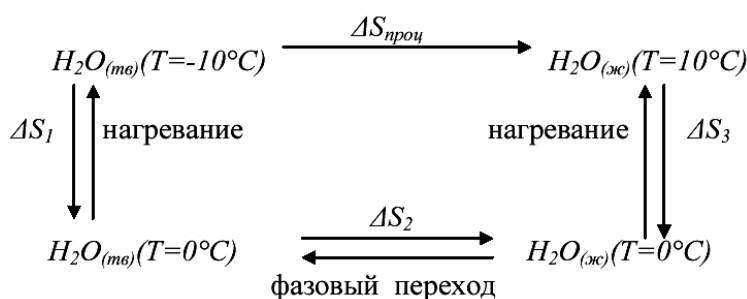 ΔSпроц
H2O(тв)(T=-10°C) H2O(ж)(T=10°C)
ΔS1 нагревание нагревание ΔS3
ΔS2
H2O(тв)(T=0°C) H2O(ж)(T=0°C)
фазовый переход